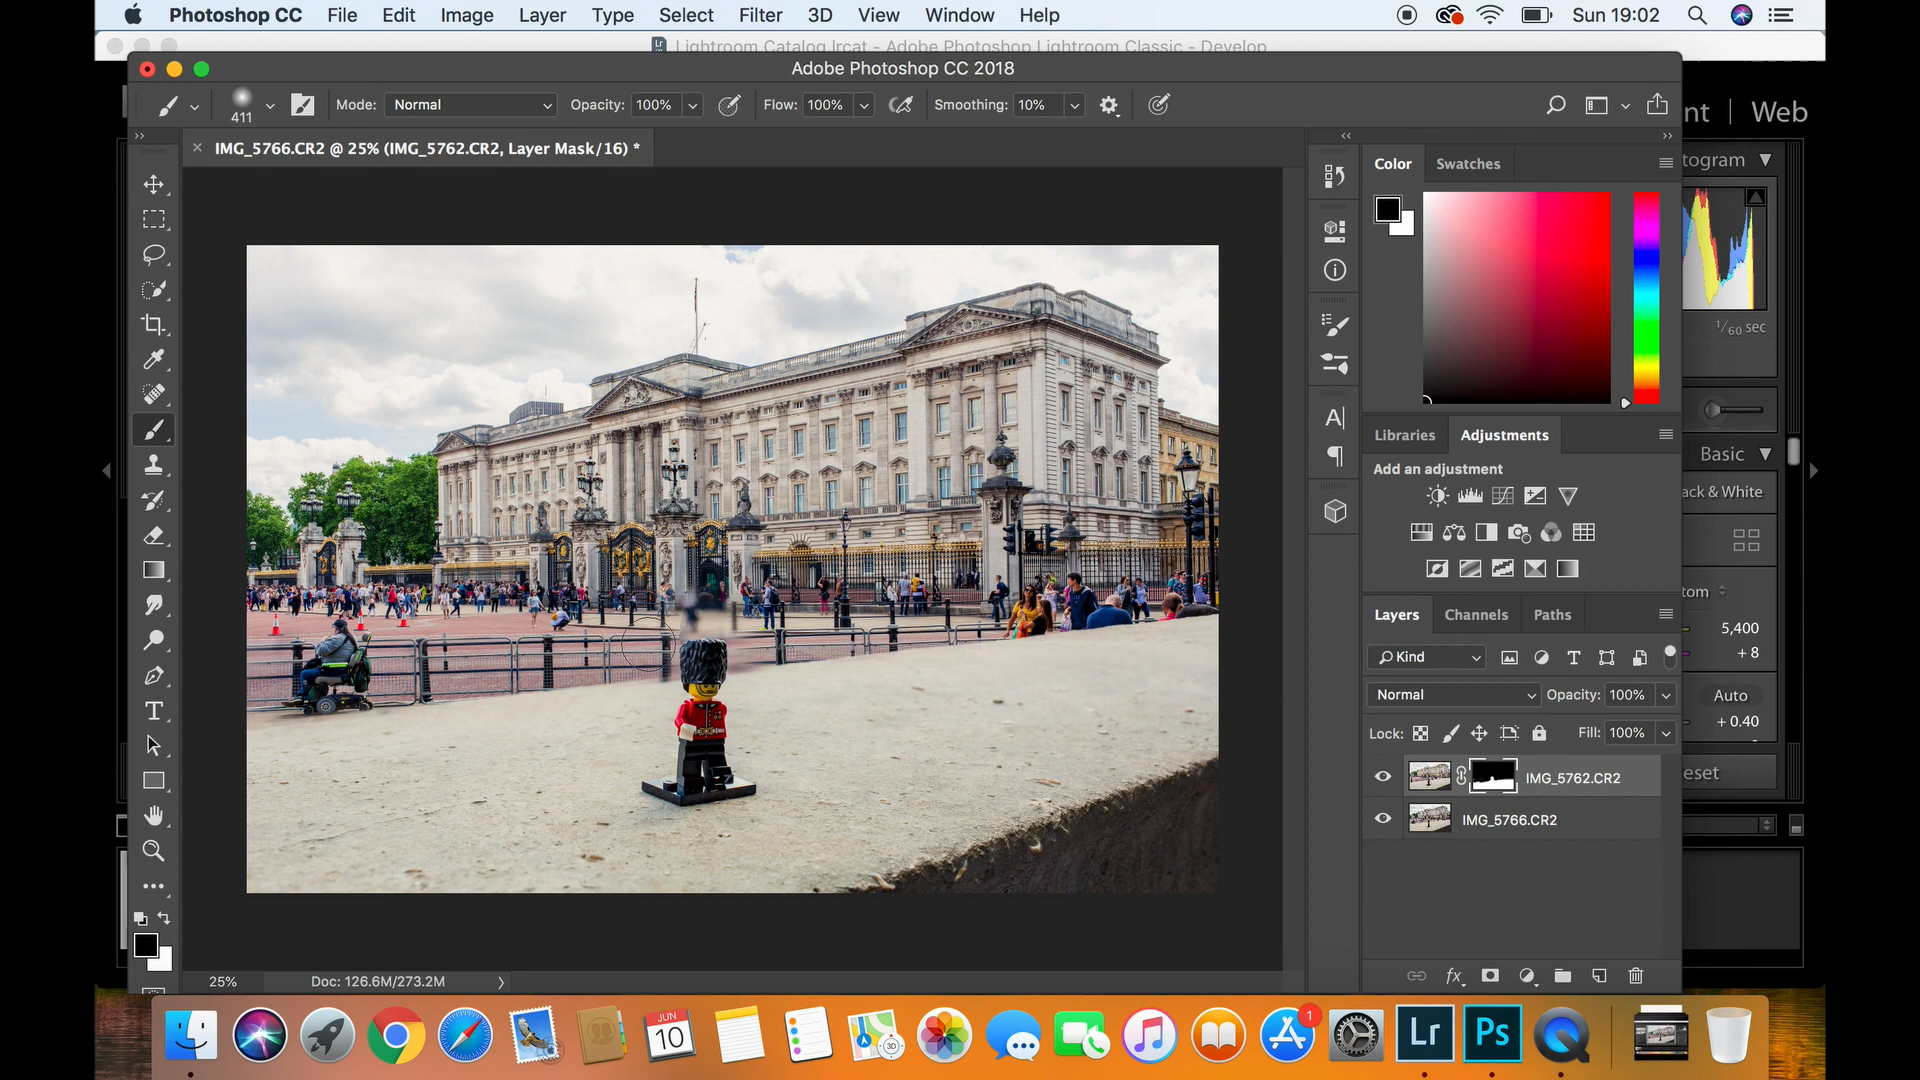 Photoshop CC File Edit Image Layer Type Select Filter 3D View Window Help Sun 19:02
Lr Lightroom Catalog.lrcat - Adobe Photoshop Lightroom Classic - Develop
Adobe Photoshop CC 2018
411 Mode: Normal Opacity: 100% Flow: 100% Smoothing: 10%
nt | Web
IMG_5766.CR2 @ 25% (IMG_5762.CR2, Layer Mask/16) *
Color Swatches
togram
1/60 sec
Libraries Adjustments
Basic
Add an adjustment
ack & White
tom
Layers Channels Paths
5,400
+ 8
Kind
Normal Opacity: 100%
Auto
+ 0.40
Lock: Fill: 100%
IMG_5762.CR2
eset
IMG_5766.CR2
fx
25% Doc: 126.6M/273.2M
JUN
10
3D
1
Lr Ps